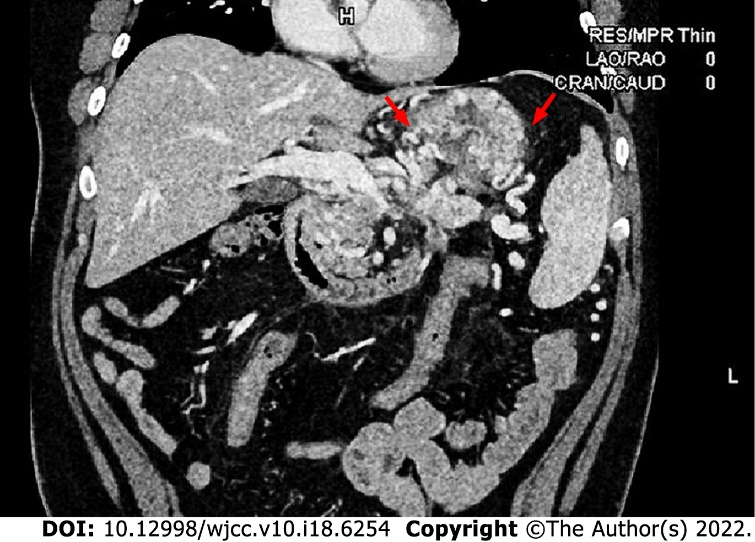 H
RES/MPR Thin
LAO/RAO 0
CRAN/CAUD 0
L
DOI: 10.12998/wjcc.v10.i18.6254 Copyright ©The Author(s) 2022.